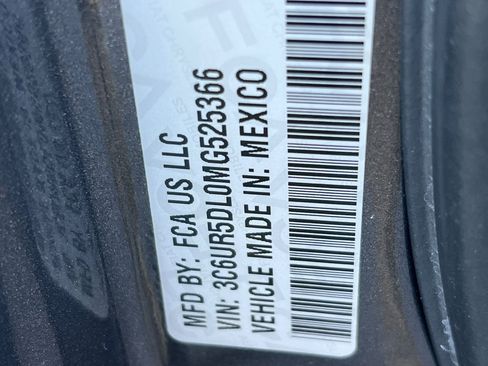 MFD BY: FCA US LLC
VIN: 3C6UR5DL0MG525366
VEHICLE MADE IN: MEXICO